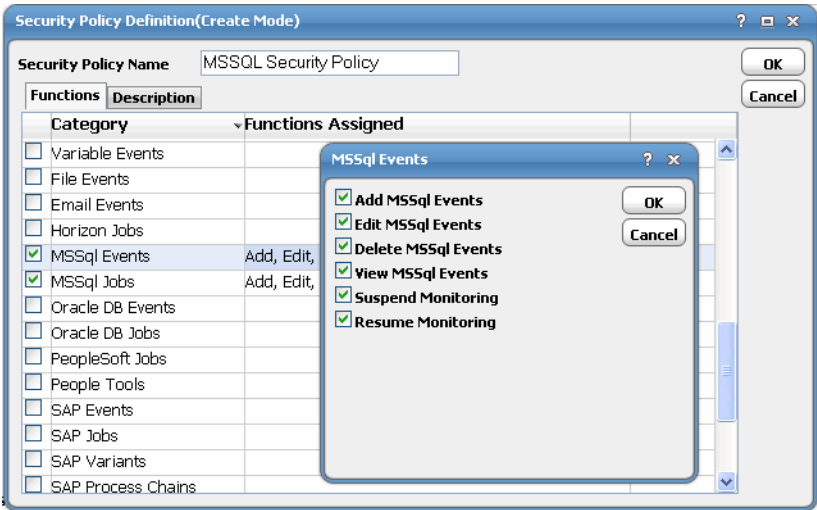 Security Policy Definition(Create Mode)
Security Policy Name MSSQL Security Policy
OK
Cancel
Functions Description
Category Functions Assigned
Variable Events
File Events
Email Events
Horizon Jobs
MSSql Events Add, Edit,
MSSql Jobs Add, Edit,
Oracle DB Events
Oracle DB Jobs
PeopleSoft Jobs
People Tools
SAP Events
SAP Jobs
SAP Variants
SAP Process Chains
MSSql Events
Add MSSql Events
Edit MSSql Events
Delete MSSql Events
View MSSql Events
Suspend Monitoring
Resume Monitoring
OK
Cancel